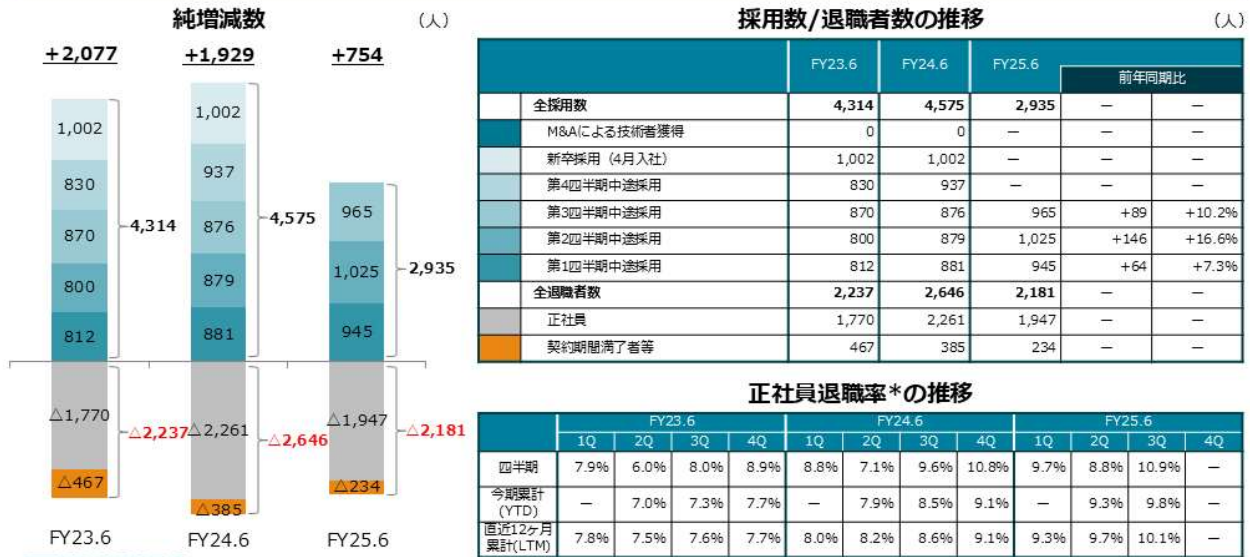 純増減数
(人)
+2,077
+1,929
+754
1,002
830
870
800
812
4,314
1,002
937
876
879
881
4,575
965
1,025
945
2,935
△1,770
△467
△2,237
△2,261
△385
△2,646
△1,947
△234
△2,181
FY23.6
FY24.6
FY25.6
採用数/退職者数の推移
(人)
FY23.6 FY24.6 FY25.6 前年同期比
全採用数 4,314 4,575 2,935 ― ―
M&Aによる技術者獲得 0 0 ―
新卒採用(4月入社) 1,002 1,002 ― ― ―
第4四半期中途採用 830 937 ― ― ―
第3四半期中途採用 870 876 965 +89 +10.2%
第2四半期中途採用 800 879 1,025 +146 +16.6%
第1四半期中途採用 812 881 945 +64 +7.3%
全退職者数 2,237 2,646 2,181 ― ―
正社員 1,770 2,261 1,947 ― ―
契約期間満了者等 467 385 234 ― ―
正社員退職率*の推移
FY23.6 FY24.6 FY25.6
1Q 2Q 3Q 4Q 1Q 2Q 3Q 4Q 1Q 2Q 3Q 4Q
四半期 7.9% 6.0% 8.0% 8.9% 8.8% 7.1% 9.6% 10.8% 9.7% 8.8% 10.9% ―
今期累計
(YTD) ― 7.0% 7.3% 7.7% ― 7.9% 8.5% 9.1% ― 9.3% 9.8% ―
直近12ヶ月
累計(LTM) 7.8% 7.5% 7.6% 7.7% 8.0% 8.2% 8.6% 9.1% 9.3% 9.7% 10.1% ―